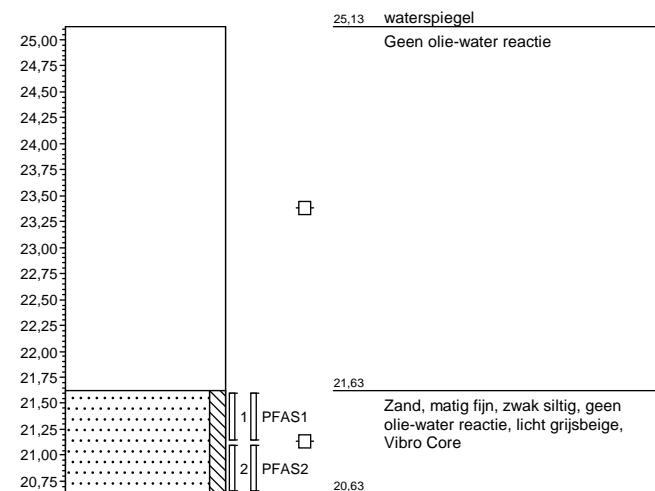 25,13 waterspiegel
Geen olie-water reactie
25,00
24,75
24,50
24,25
24,00
23,75
23,50
23,25
23,00
22,75
22,50
22,25
22,00
21,75
21,63
21,50
Zand, matig fijn, zwak siltig, geen
olie-water reactie, licht grijsbeige,
Vibro Core
1 PFAS1
21,25
21,00
2 PFAS2
20,75
20,63